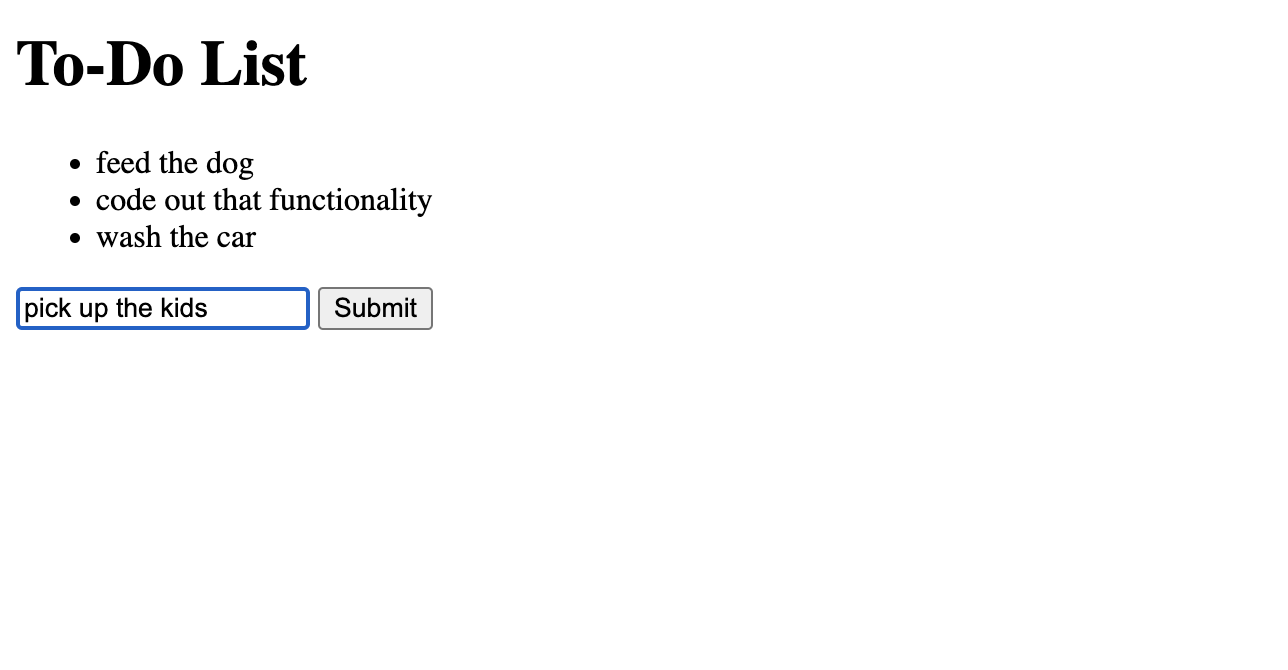 To-Do List
feed the dog
code out that functionality
wash the car
pick up the kids Submit